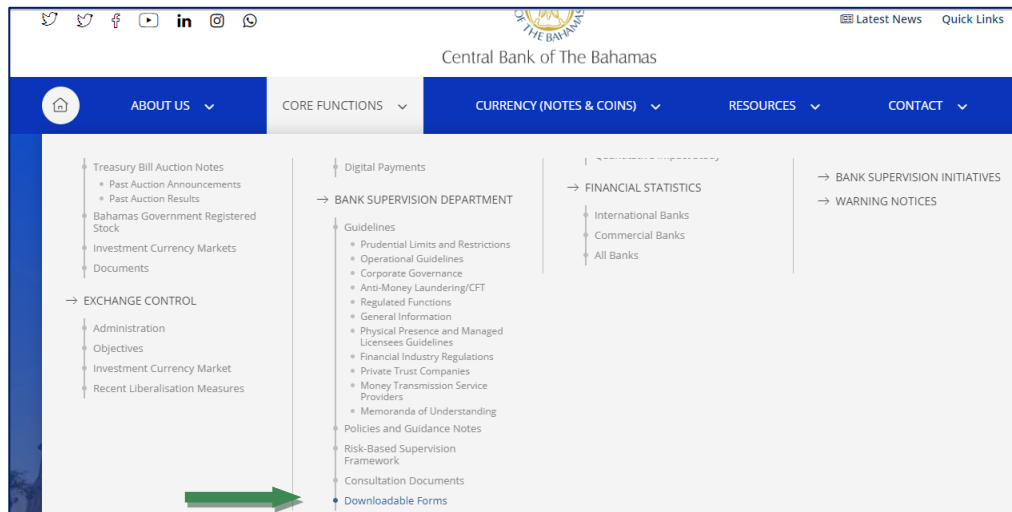 OF THE BAHAMAS
Latest News Quick Links
Central Bank of The Bahamas
ABOUT US CORE FUNCTIONS CURRENCY (NOTES & COINS) RESOURCES CONTACT
Treasury Bill Auction Notes
Past Auction Announcements
Past Auction Results
Bahamas Government Registered
Stock
Investment Currency Markets
Documents
EXCHANGE CONTROL
Administration
Objectives
Investment Currency Market
Recent Liberalisation Measures
Digital Payments
BANK SUPERVISION DEPARTMENT
Guidelines
Prudential Limits and Restrictions
Operational Guidelines
Corporate Governance
Anti-Money Laundering/CFT
Regulated Functions
General Information
Physical Presence and Managed
Licensees Guidelines
Financial Industry Regulations
Private Trust Companies
Money Transmission Service
Providers
Memoranda of Understanding
Policies and Guidance Notes
Risk-Based Supervision
Framework
Consultation Documents
Downloadable Forms
FINANCIAL STATISTICS
International Banks
Commercial Banks
All Banks
BANK SUPERVISION INITIATIVES
WARNING NOTICES